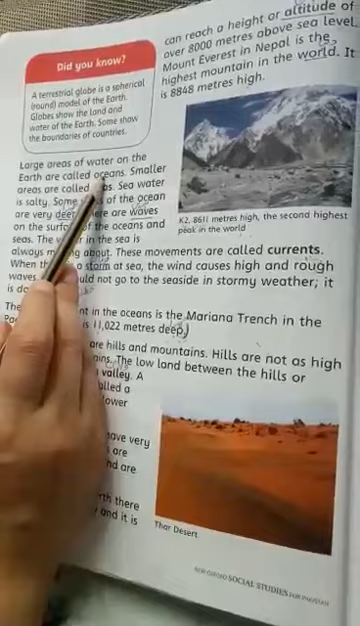 can reach a height or altitude of
over 8000 metres above sea level.
Mount Everest in Nepal is the
highest mountain in the world. It
is 8848 metres high.
Did you know?
A terrestrial globe is a spherical
(round) model of the Earth.
Globes show the land and
water of the Earth. Some show
the boundaries of countries.
K2, 8611 metres high, the second highest
peak in the world
Large areas of water on the
Earth are called oceans. Smaller
areas are called as. Sea water
is salty. Some of the ocean
are very deep ere are waves
on the surf of the oceans and
seas. The r in the sea is
always m ng about. These movements are called currents.
When th a storm at sea, the wind causes high and rough
waves. uld not go to the seaside in stormy weather; it
is d
The nt in the oceans is the Mariana Trench in the
Pa is 11,022 metres deep.
are hills and mountains. Hills are not as high
ains. The low land between the hills or
valley. A
alled a
lower
have very
are
nd are
rth there
and it is
Thar Desert
NEW OXFORD SOCIAL STUDIES FOR PAKISTAN